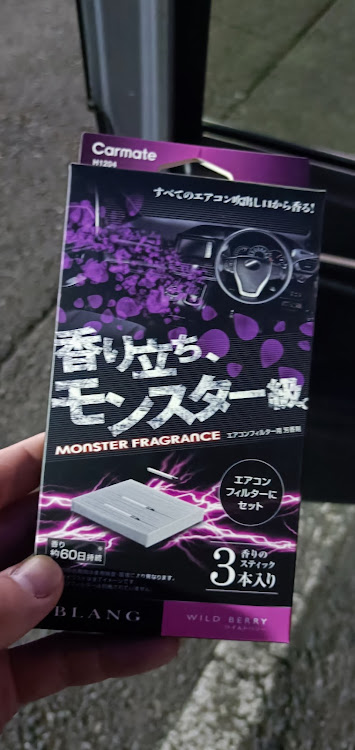 Carmate
H1204
すべてのエアコン吹出し口から香る!
香り立ち、
モンスター級。
MONSTER FRAGRANCE エアコンフィルター用 芳香剤
エアコン
フィルターに
セット
香り
約60日持続
3本入り
香りの
スティック
BLANG
WILD BERRY